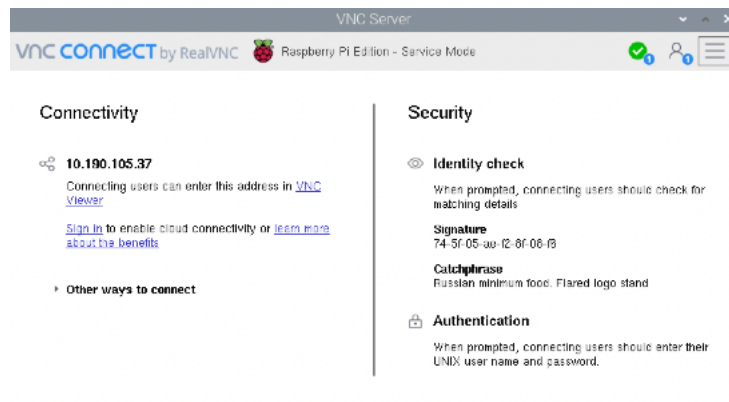 VNC Server
VNC CONNECT by RealVNC Raspberry Pi Edition - Service Mode
1 1
Connectivity
10.190.105.37
Connecting users can enter this address in VNC
Viewer
Sign in to enable cloud connectivity or learn more
about the benefits
Other ways to connect
Security
Identity check
When prompted, connecting users should check for
matching details
Signature
74-5f-05-ae-f2-8f-08-f8
Catchphrase
Russian minimum food. Flared logo stand
Authentication
When prompted, connecting users should enter their
UNIX user name and password.